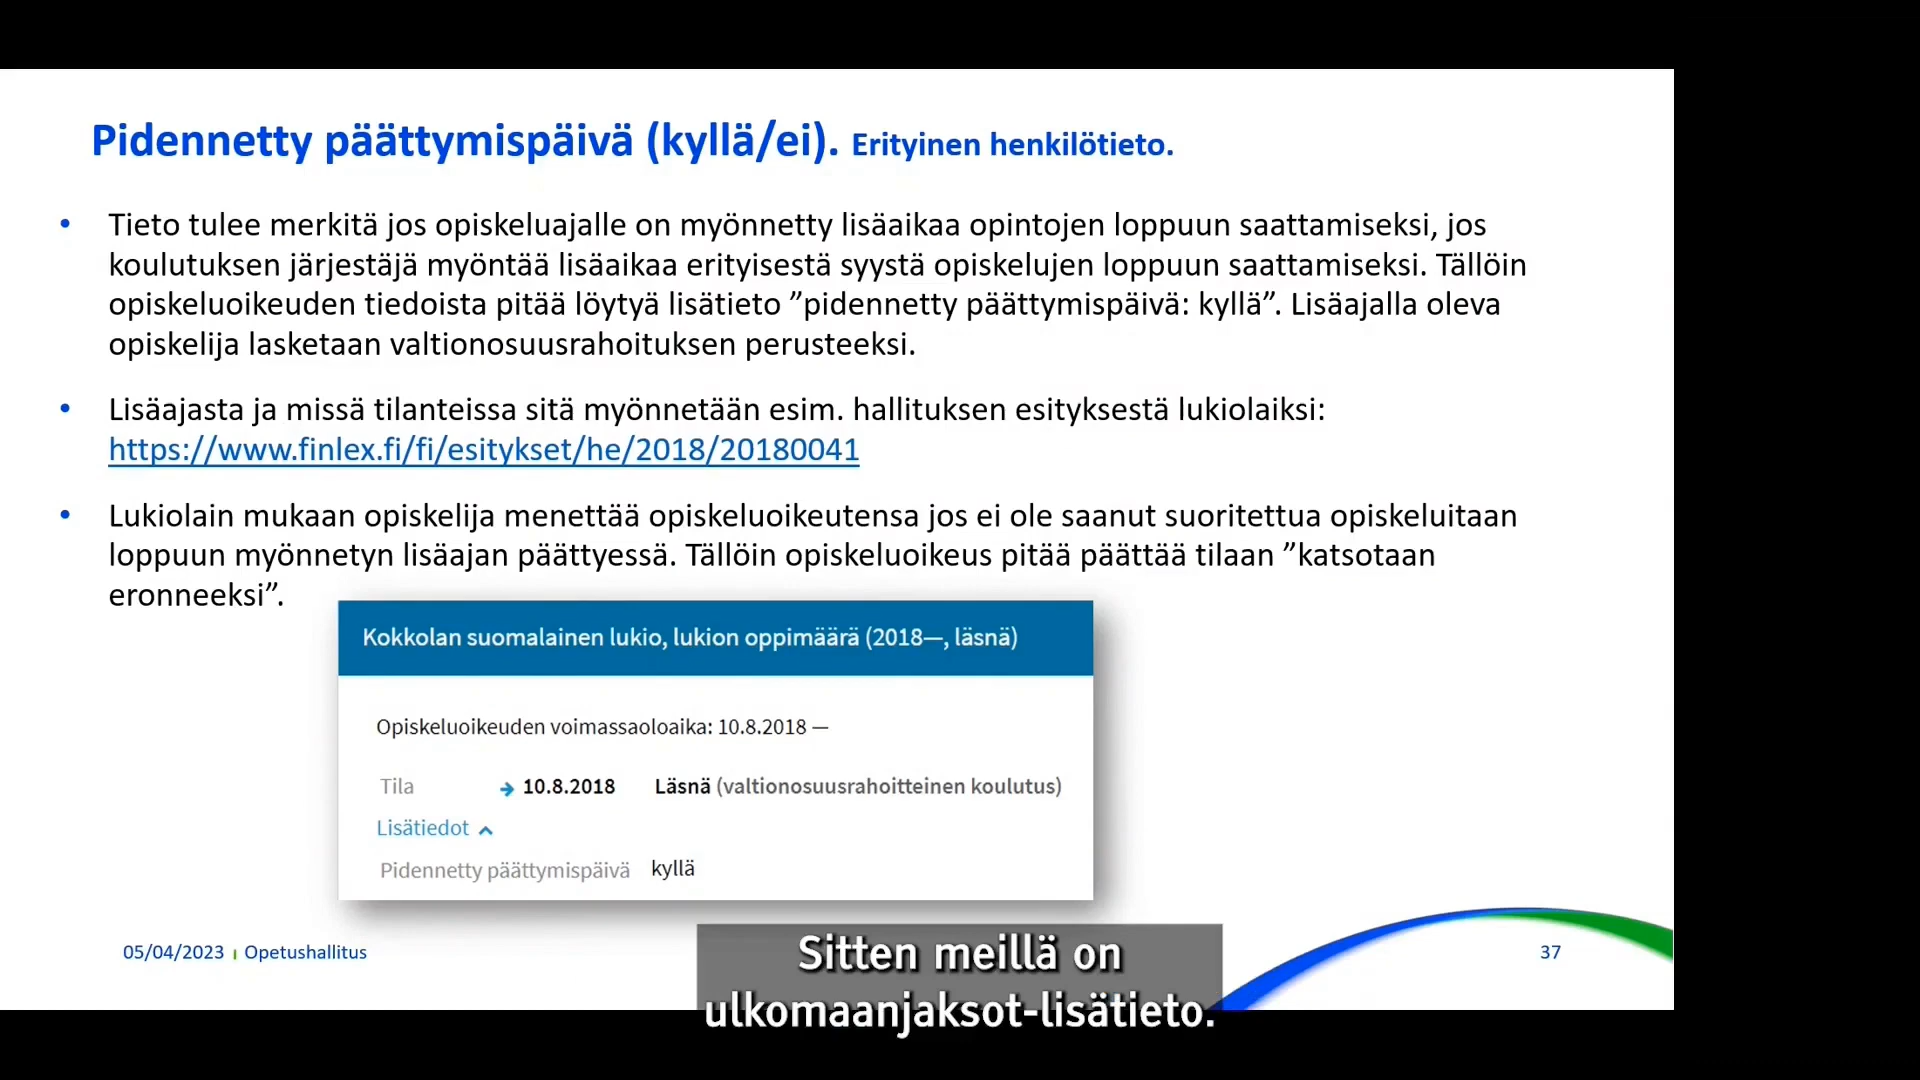 Pidennetty päättymispäivä (kyllä/ei). Erityinen henkilötieto.
• Tieto tulee merkitä jos opiskeluajalle on myönnetty lisäaikaa opintojen loppuun saattamiseksi, jos
koulutuksen järjestäjä myöntää lisäaikaa erityisestä syystä opiskelujen loppuun saattamiseksi. Tällöin
opiskeluoikeuden tiedoista pitää löytyä lisätieto ”pidennetty päättymispäivä: kyllä”. Lisäajalla oleva
opiskelija lasketaan valtionosuusrahoituksen perusteeksi.
• Lisäajasta ja missä tilanteissa sitä myönnetään esim. hallituksen esityksestä lukiolaiksi:
https://www.finlex.fi/fi/esitykset/he/2018/20180041
• Lukiolain mukaan opiskelija menettää opiskeluoikeutensa jos ei ole saanut suoritettua opiskeluitaan
loppuun myönnetyn lisäajan päättyessä. Tällöin opiskeluoikeus pitää päättää tilaan ”katsotaan
eronneeksi”.
Kokkolan suomalainen lukio, lukion oppimäärä (2018—, läsnä)
Opiskeluoikeuden voimassaoloaika: 10.8.2018 —
Tila → 10.8.2018 Läsnä (valtionosuusrahoitteinen koulutus)
Lisätiedot
Pidennetty päättymispäivä kyllä
05/04/2023 | Opetushallitus 37
Sitten meillä on
ulkomaanjaksot-lisätieto.